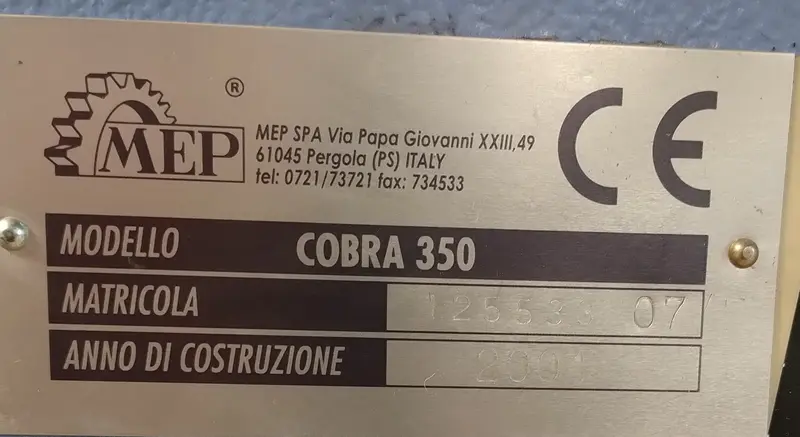 ®
MEP
MEP SPA Via Papa Giovanni XXIII,49
61045 Pergola (PS) ITALY
tel: 0721/73721 fax: 734533
CE
MODELLO COBRA 350
MATRICOLA 07
ANNO DI COSTRUZIONE